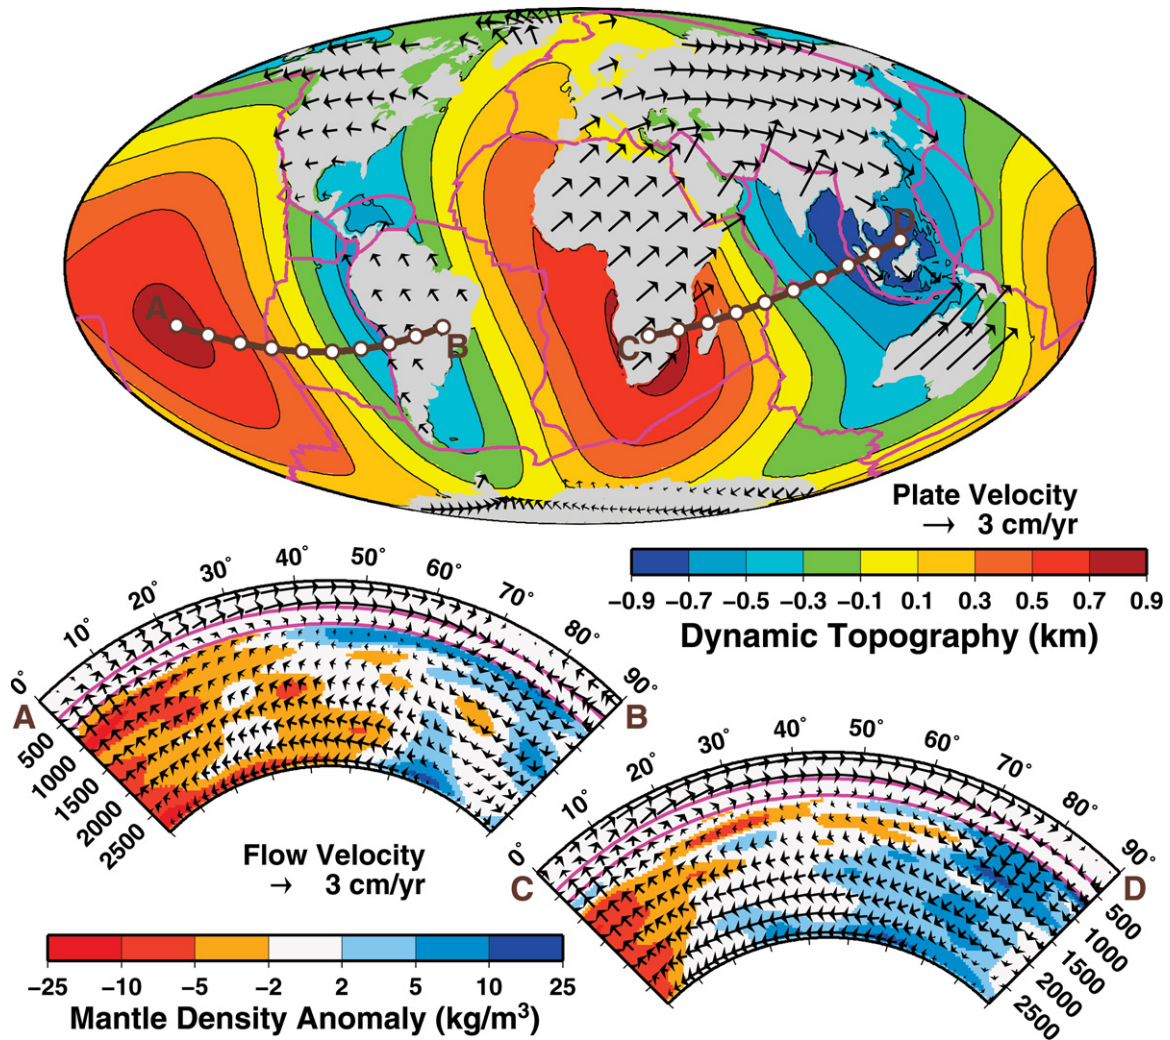 A
B
C
D
Plate Velocity
→ 3 cm/yr
−0.9 −0.7 −0.5 −0.3 −0.1 0.1 0.3 0.5 0.7 0.9
Dynamic Topography (km)
0° 10° 20° 30° 40° 50° 60° 70° 80° 90°
A
B
500
1000
1500
2000
2500
Flow Velocity
→ 3 cm/yr
0° 10° 20° 30° 40° 50° 60° 70° 80° 90°
C
D
500
1000
1500
2000
2500
−25 −10 −5 −2 2 5 10 25
Mantle Density Anomaly (kg/m³)